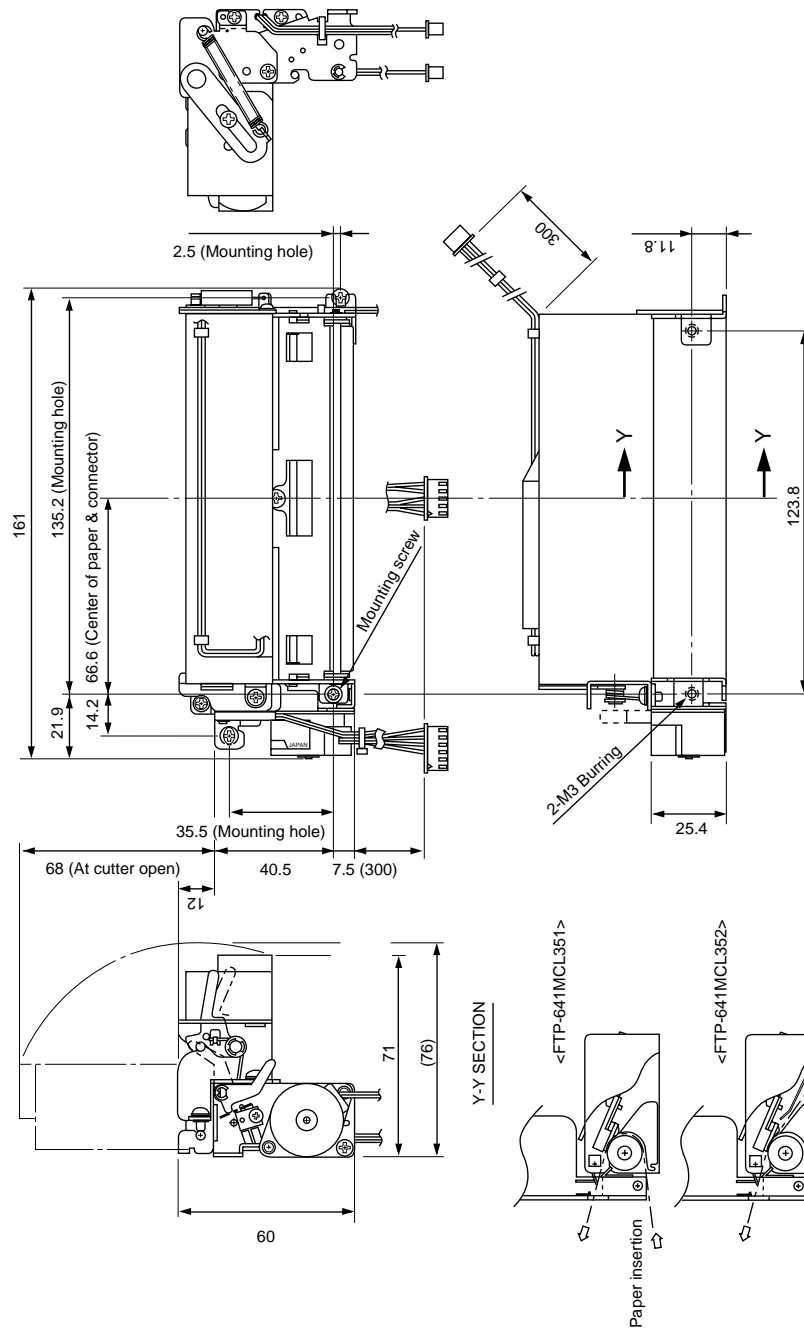 2.5 (Mounting hole)
300
11.8
161
135.2 (Mounting hole)
66.6 (Center of paper & connector)
21.9
14.2
Mounting screw
JAPAN
Y
Y
123.8
2-M3 Burring
25.4
35.5 (Mounting hole)
68 (At cutter open)
40.5
7.5 (300)
12
71
(76)
60
Y-Y SECTION
<FTP-641MCL351>
<FTP-641MCL352>
Paper insertion